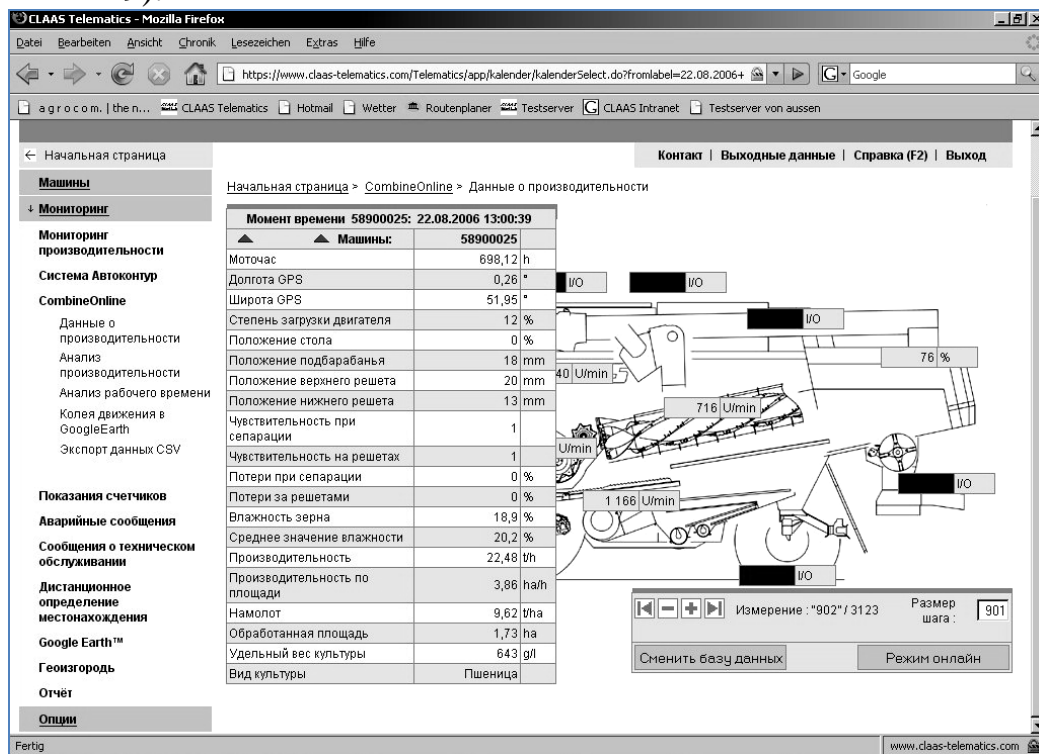 CLAAS Telematics - Mozilla Firefox
Datei Bearbeiten Ansicht Chronik Lesezeichen Extras Hilfe
https://www.claas-telematics.com/Telematics/app/kalender/kalenderSelect.do?fromlabel=22.08.2006+
G Google
a g r o c o m. | the n... CLAAS Telematics Hotmail Wetter Routenplaner Testserver CLAAS Intranet Testserver von aussen
Начальная страница
Контакт | Выходные данные | Справка (F2) | Выход
Машины
Начальная страница > CombineOnline > Данные о производительности
Мониторинг
Мониторинг
производительности
Система Автоконтур
CombineOnline
Данные о
производительности
Анализ
производительности
Анализ рабочего времени
Колея движения в
GoogleEarth
Экспорт данных CSV
Показания счетчиков
Аварийные сообщения
Сообщения о техническом
обслуживании
Дистанционное
определение
местонахождения
Google Earth™
Геоизгородь
Отчёт
Опции
Момент времени 58900025: 22.08.2006 13:00:39
Машины: 58900025
Моточас 698,12 h
Долгота GPS 0,26 °
Широта GPS 51,95 °
Степень загрузки двигателя 12 %
Положение стола 0 %
Положение подбарабанья 18 mm
Положение верхнего решета 20 mm
Положение нижнего решета 13 mm
Чувствительность при
сепарации 1
Чувствительность на решетах 1
Потери при сепарации 0 %
Потери за решетами 0 %
Влажность зерна 18,9 %
Среднее значение влажности 20,2 %
Производительность 22,48 t/h
Производительность по
площади 3,86 ha/h
Намолот 9,62 t/ha
Обработанная площадь 1,73 ha
Удельный вес культуры 643 g/l
Вид культуры Пшеница
I/O
I/O
I/O
76 %
40 U/min
716 U/min
U/min
I/O
1 166 U/min
I/O
Измерение : "902" / 3123
Размер
шага :
901
Сменить базу данных
Режим онлайн
Fertig
www.claas-telematics.com